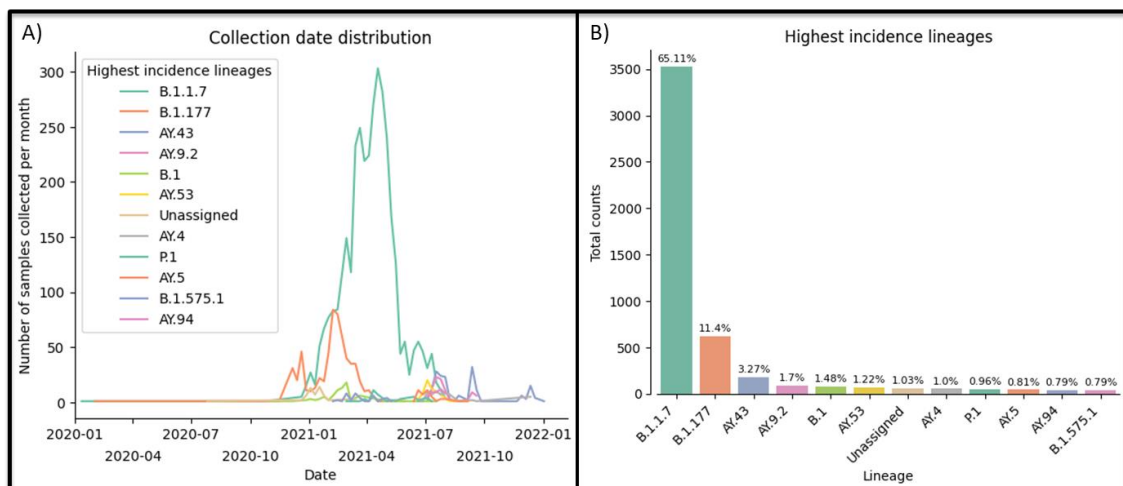 A)
Collection date distribution
Number of samples collected per month
300
250
200
150
100
50
0
Highest incidence lineages
B.1.1.7
B.1.177
AY.43
AY.9.2
B.1
AY.53
Unassigned
AY.4
P.1
AY.5
B.1.575.1
AY.94
2020-01
2020-07
2021-01
2021-07
2022-01
2020-04
2020-10
2021-04
2021-10
Date
B)
Highest incidence lineages
Total counts
3500
3000
2500
2000
1500
1000
500
0
65.11%
11.4%
3.27%
1.7%
1.48%
1.22%
1.03%
1.0%
0.96%
0.81%
0.79%
0.79%
B.1.1.7
B.1.177
AY.43
AY.9.2
B.1
AY.53
Unassigned
AY.4
P.1
AY.5
AY.94
B.1.575.1
Lineage